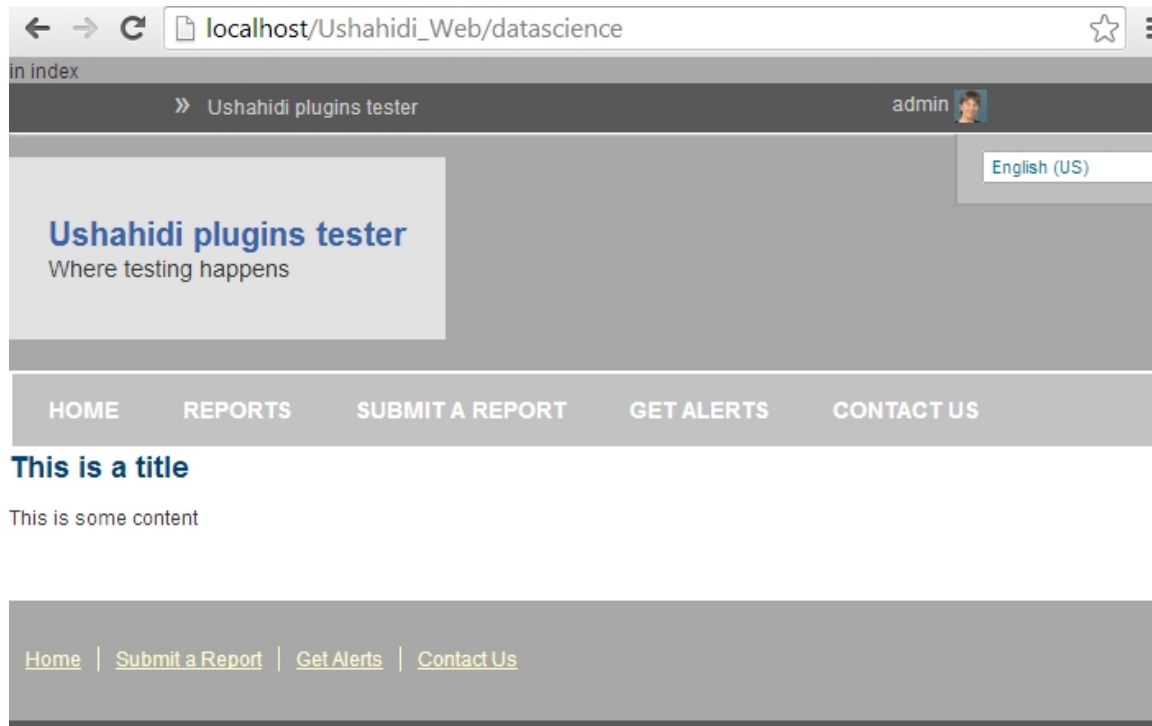 localhost/Ushahidi_Web/datascience
in index
» Ushahidi plugins tester admin
English (US)
Ushahidi plugins tester
Where testing happens
HOME REPORTS SUBMIT A REPORT GET ALERTS CONTACT US
This is a title
This is some content
Home | Submit a Report | Get Alerts | Contact Us